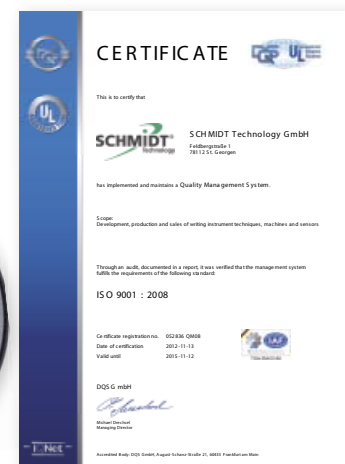 CERTIFICATE
DQS UL
UL
This is to certify that
SCHMIDT
Technology
SCHMIDT Technology GmbH
Feldbergstraße 1
78112 St. Georgen
has implemented and maintains a Quality Management System.
Scope:
Development, production and sales of writing instrument techniques, machines and sensors
Through an audit, documented in a report, it was verified that the management system
fulfills the requirements of the following standard:
ISO 9001 : 2008
Certificate registration no. 052836 QM08
Date of certification 2012-11-13
Valid until 2015-11-12
IAF
DQS GmbH
Michael Drechsel
Managing Director
IQNet
Accredited Body: DQS GmbH, August-Schanz-Straße 21, 60433 Frankfurt am Main